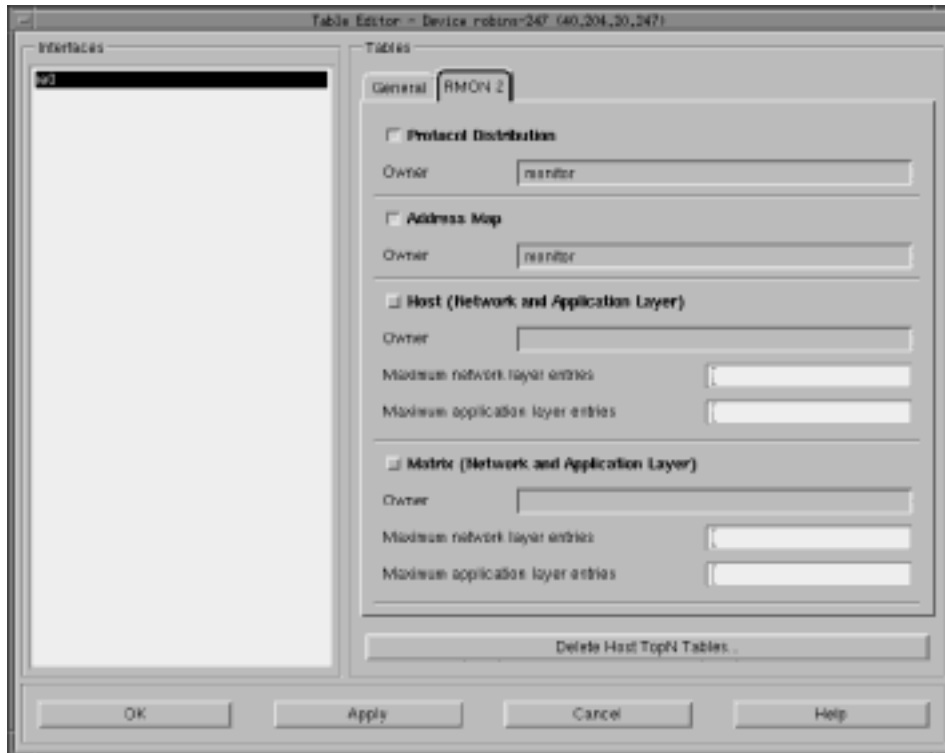 Table Editor - Device robins-247 (40.204.20.247)
Interfaces
Tables
General
RMON 2
Protocol Distribution
Owner
monitor
Address Map
Owner
monitor
Host (Network and Application Layer)
Owner
Maximum network layer entries
Maximum application layer entries
Matrix (Network and Application Layer)
Owner
Maximum network layer entries
Maximum application layer entries
Delete Host TopN Tables...
OK
Apply
Cancel
Help